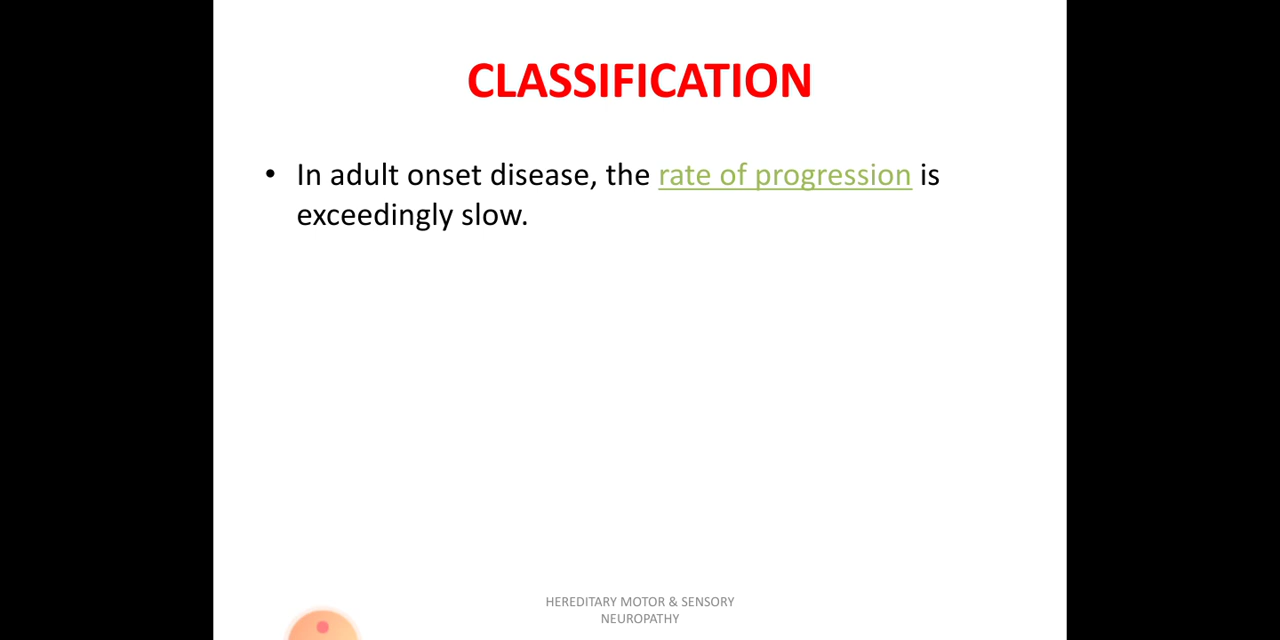 CLASSIFICATION
• In adult onset disease, the rate of progression is
exceedingly slow.
HEREDITARY MOTOR & SENSORY
NEUROPATHY